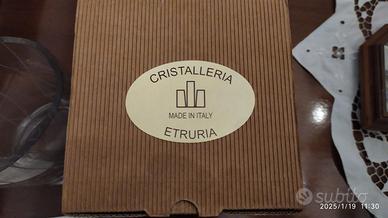 CRISTALLERIA
MADE IN ITALY
ETRURIA
subito
2025/1/19 11:30